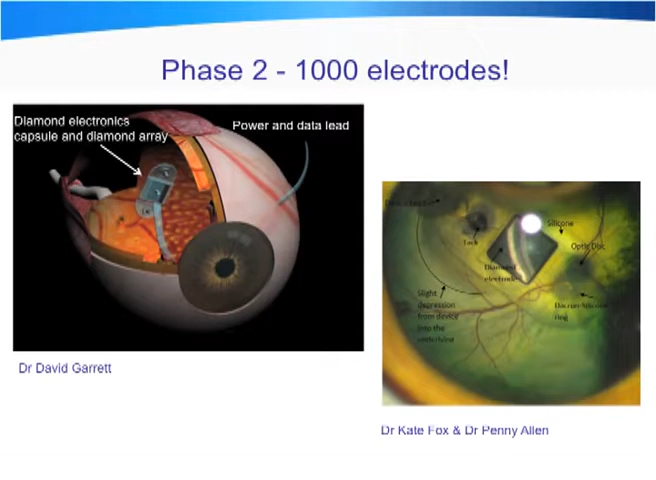 Phase 2 - 1000 electrodes!
Diamond electronics
capsule and diamond array
Power and data lead
Dr David Garrett
Silicone
Tack
Optic Disc
Diamond
electrode
Slight
depression
from device
into the
ring
Dr Kate Fox & Dr Penny Allen